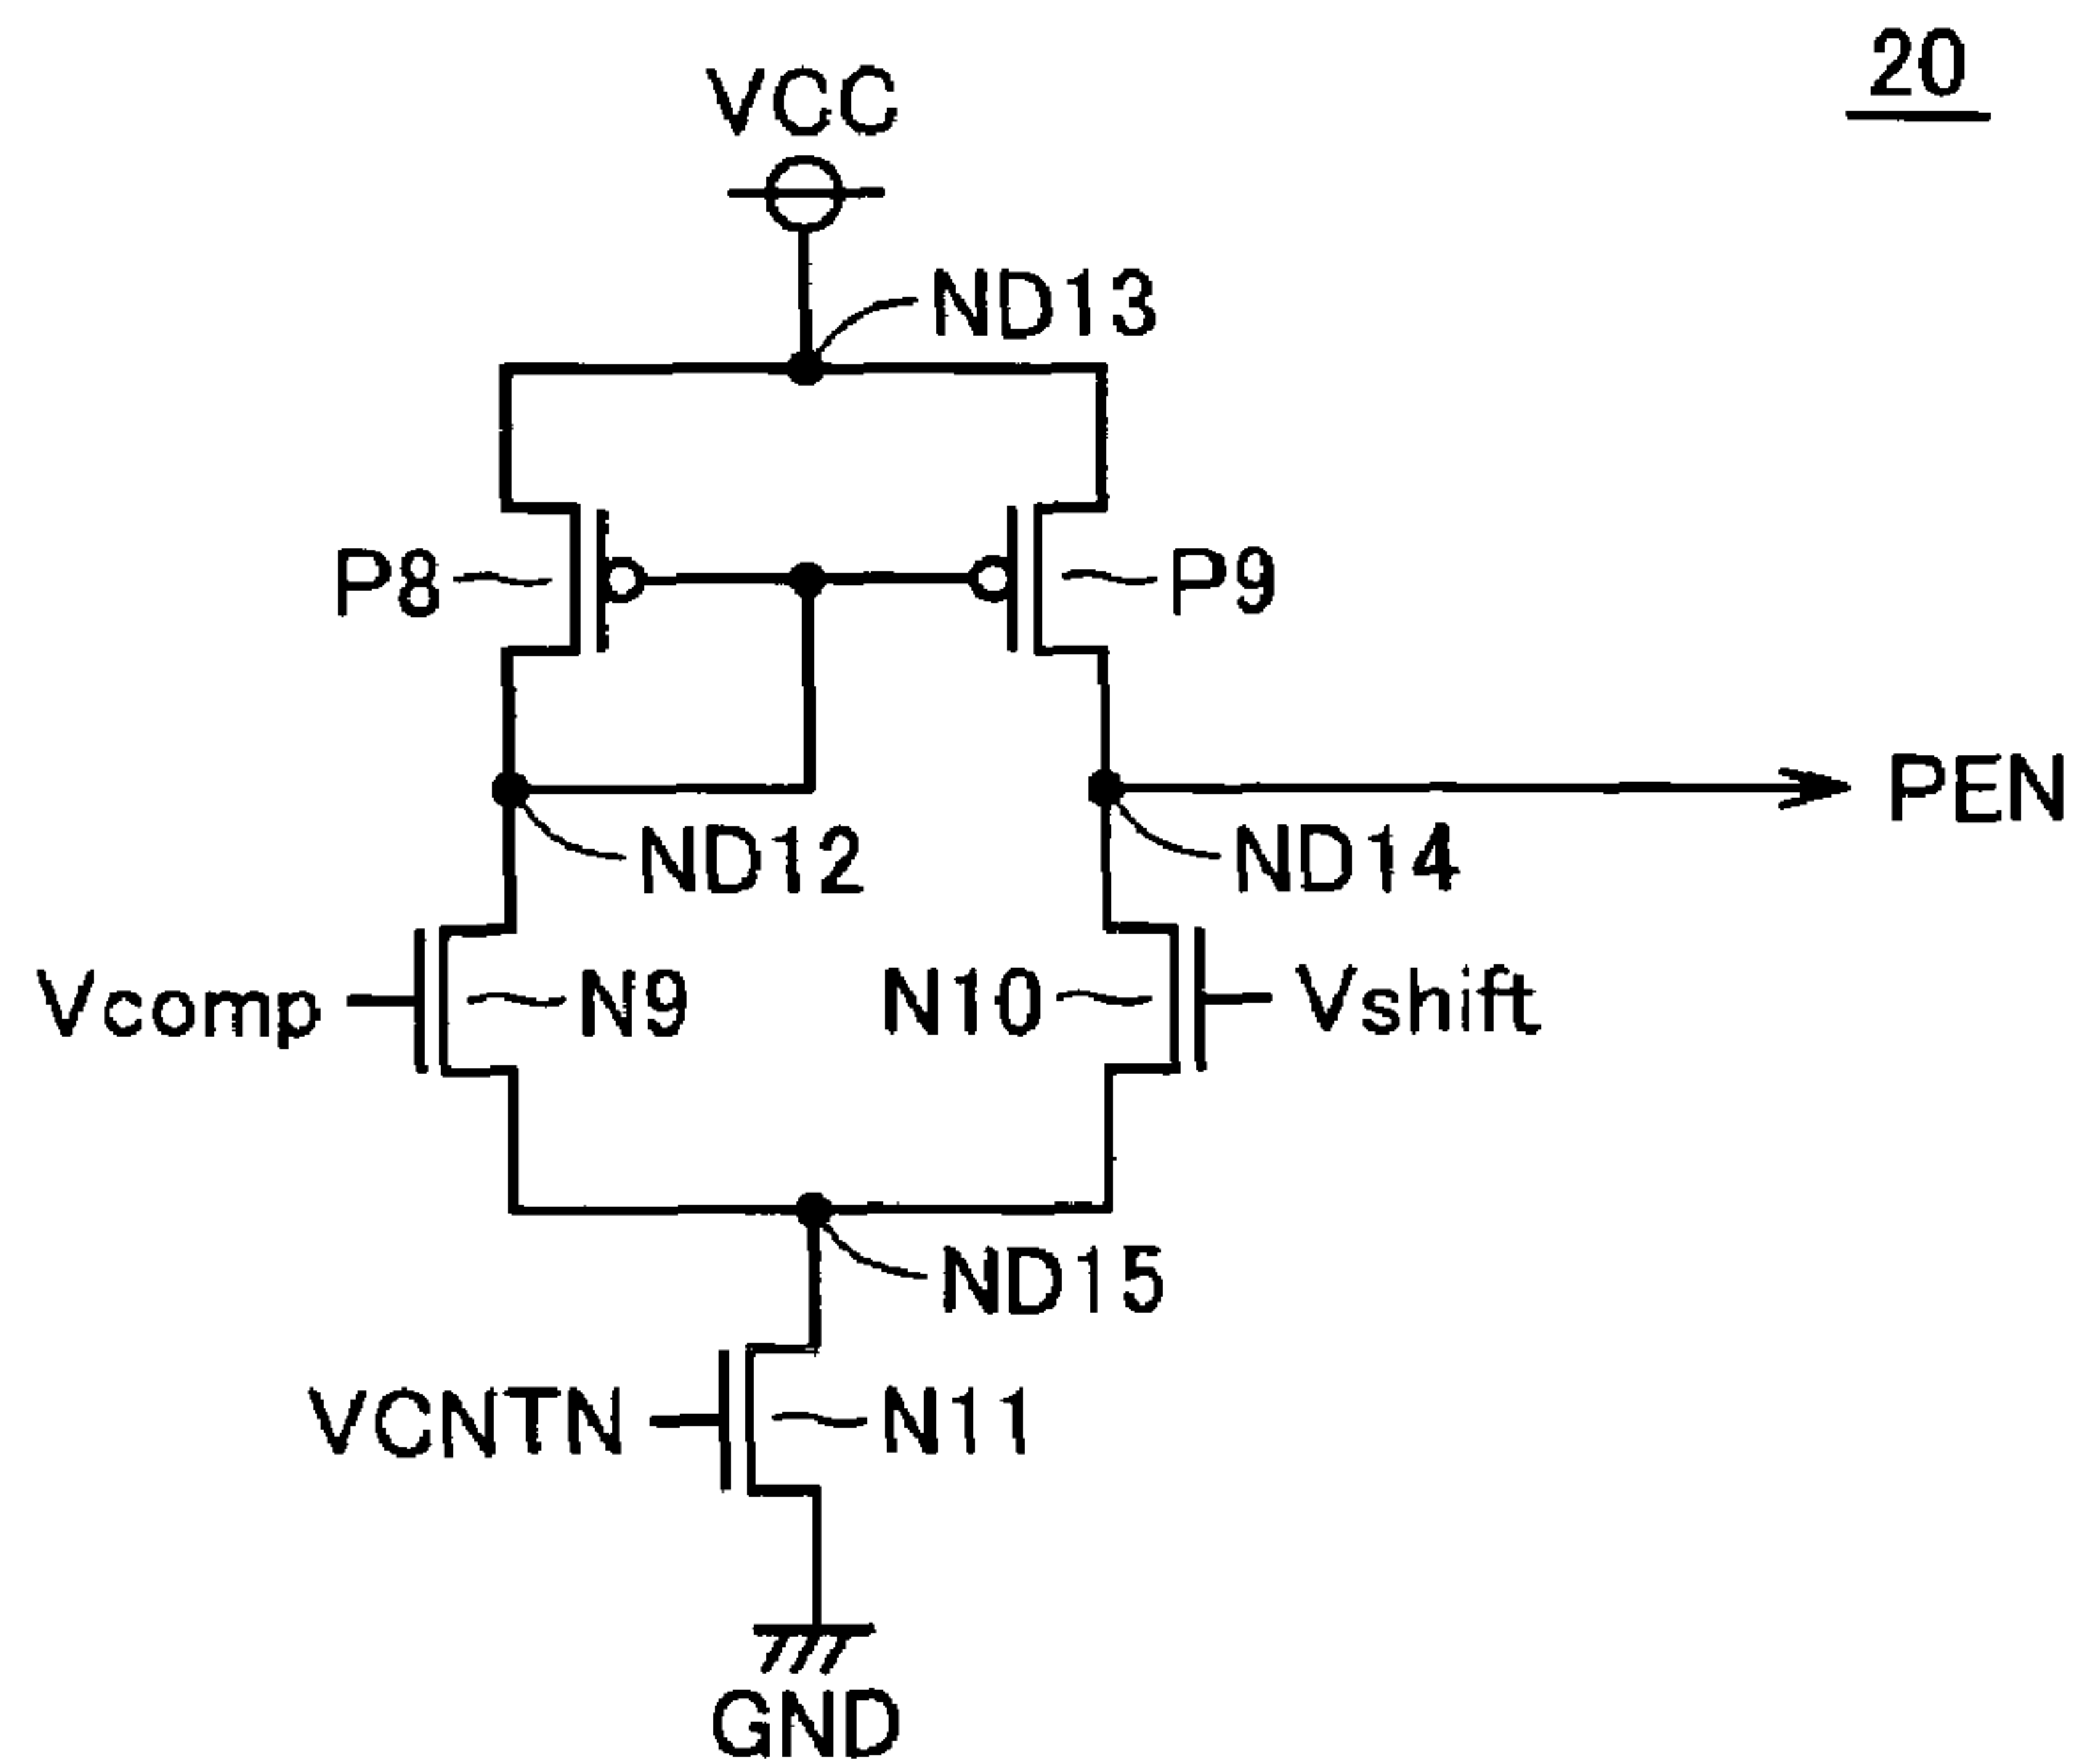 20
VCC
ND13
P8
P9
PEN
ND12
ND14
Vcomp
N9
N10
Vshift
ND15
VCNTN
N11
GND